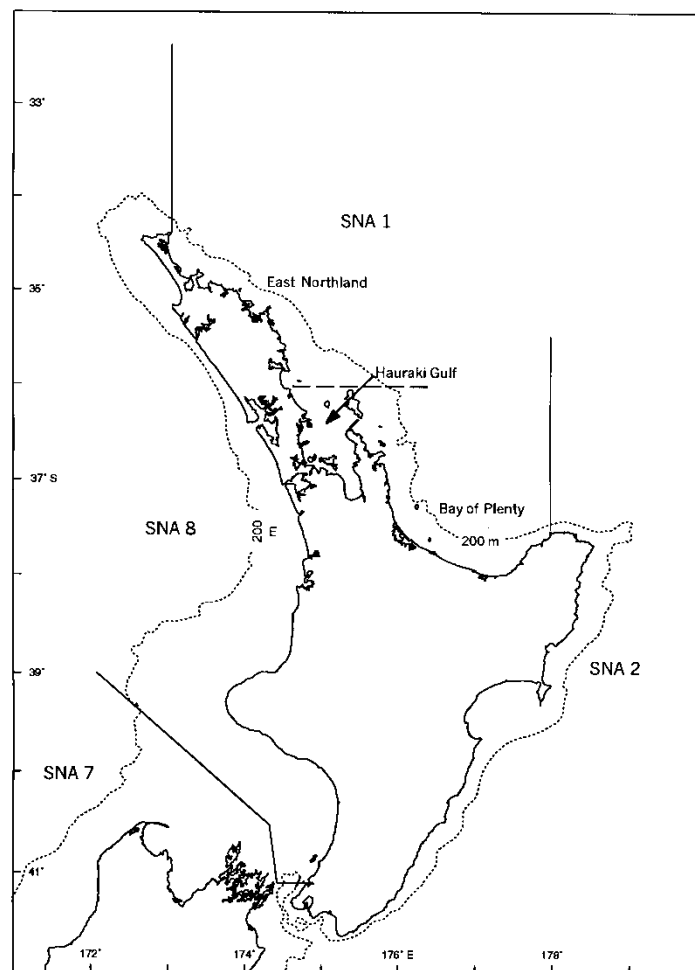 33°
SNA 1
35°
East Northland
Hauraki Gulf
37° S
Bay of Plenty
SNA 8
200 E
200 m
39°
SNA 2
SNA 7
41°
172°
174°
176° E
178°